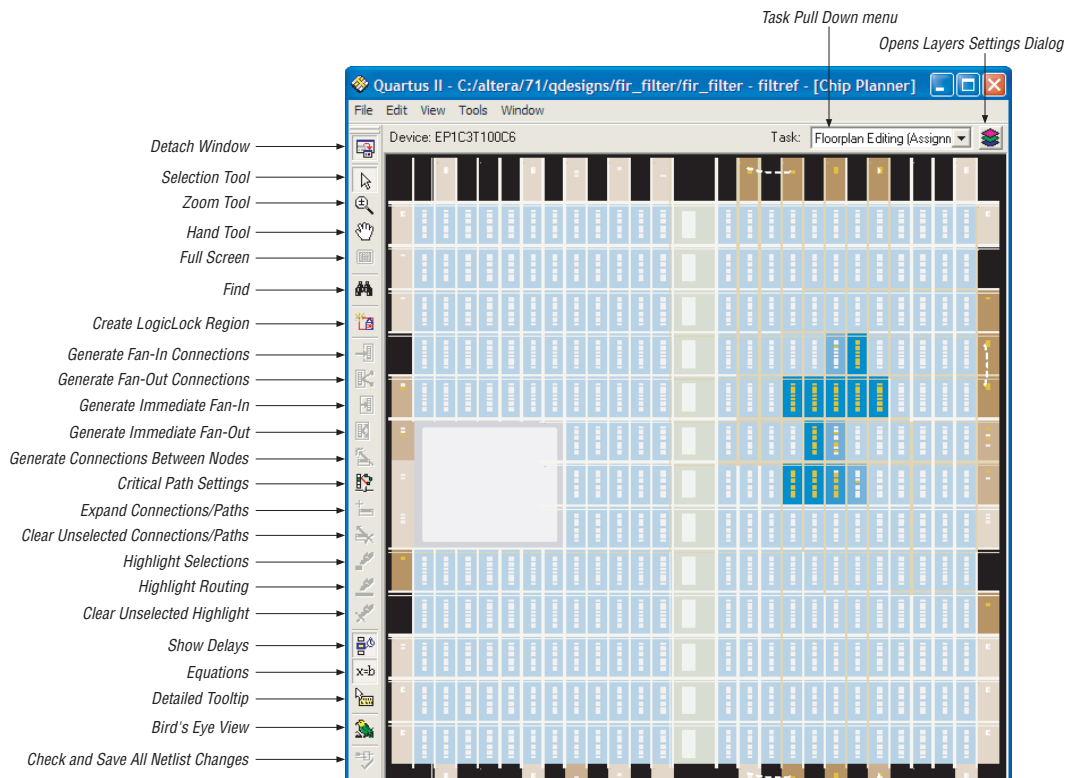 Task Pull Down menu
Opens Layers Settings Dialog
Quartus II - C:/altera/71/qdesigns/fir_filter/fir_filter - filtref - [Chip Planner]
File Edit View Tools Window
Device: EP1C3T100C6 Task: Floorplan Editing (Assignn
Detach Window
Selection Tool
Zoom Tool
Hand Tool
Full Screen
Find
Create LogicLock Region
Generate Fan-In Connections
Generate Fan-Out Connections
Generate Immediate Fan-In
Generate Immediate Fan-Out
Generate Connections Between Nodes
Critical Path Settings
Expand Connections/Paths
Clear Unselected Connections/Paths
Highlight Selections
Highlight Routing
Clear Unselected Highlight
Show Delays
Equations
x=b
Detailed Tooltip
Bird's Eye View
Check and Save All Netlist Changes